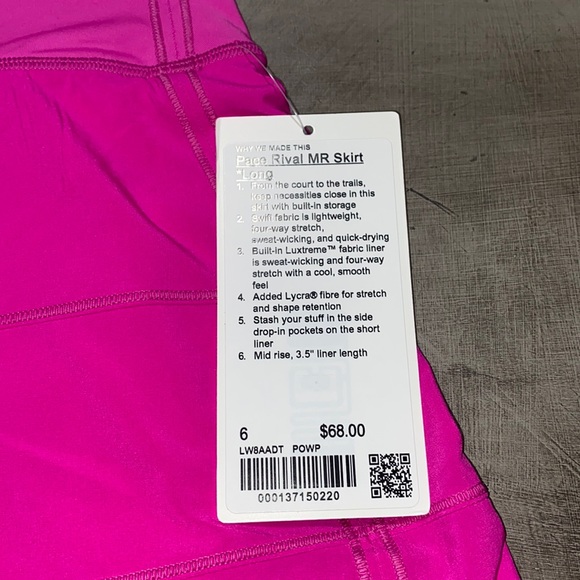 WHY WE MADE THIS
Pace Rival MR Skirt
*Long
1. From the court to the trails,
keep necessities close in this
skirt with built-in storage
2. Swift fabric is lightweight,
four-way stretch,
sweat-wicking, and quick-drying
3. Built-in Luxtreme™ fabric liner
is sweat-wicking and four-way
stretch with a cool, smooth
feel
4. Added Lycra® fibre for stretch
and shape retention
5. Stash your stuff in the side
drop-in pockets on the short
liner
6. Mid rise, 3.5" liner length
6 $68.00
LW8AADT POWP
000137150220